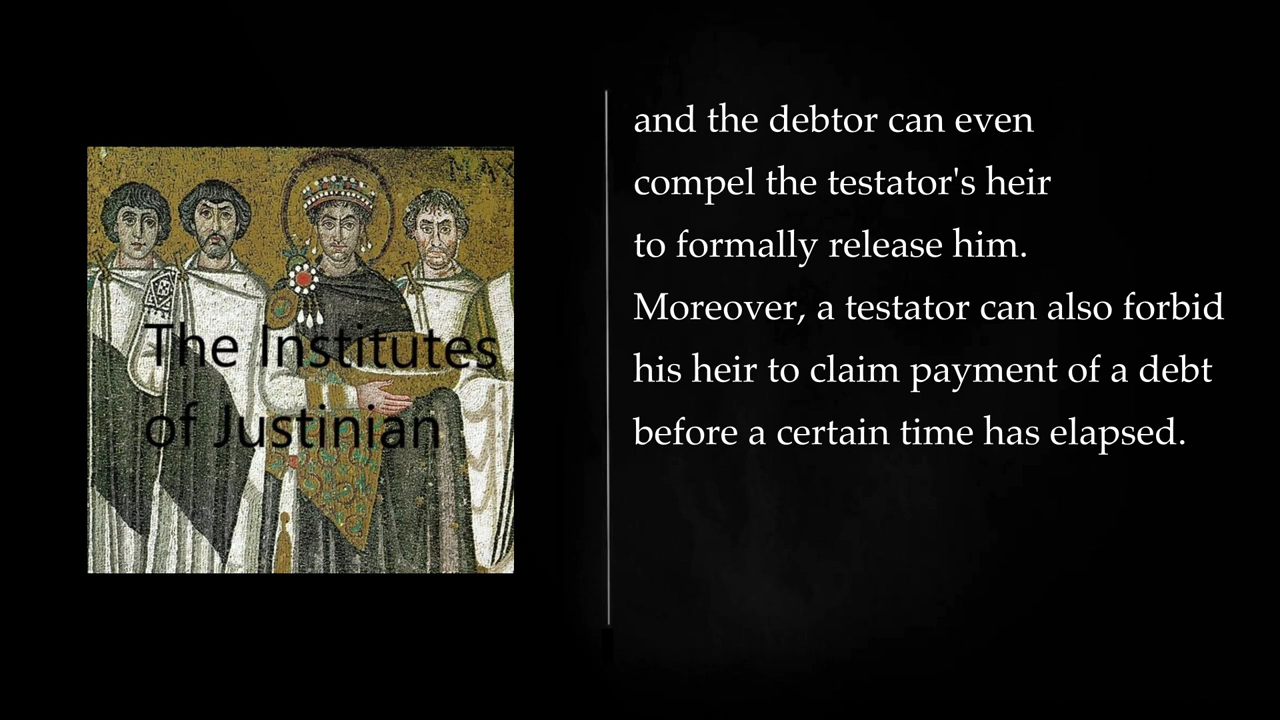 MAX
The Institutes
of Justinian
and the debtor can even
compel the testator's heir
to formally release him.
Moreover, a testator can also forbid
his heir to claim payment of a debt
before a certain time has elapsed.